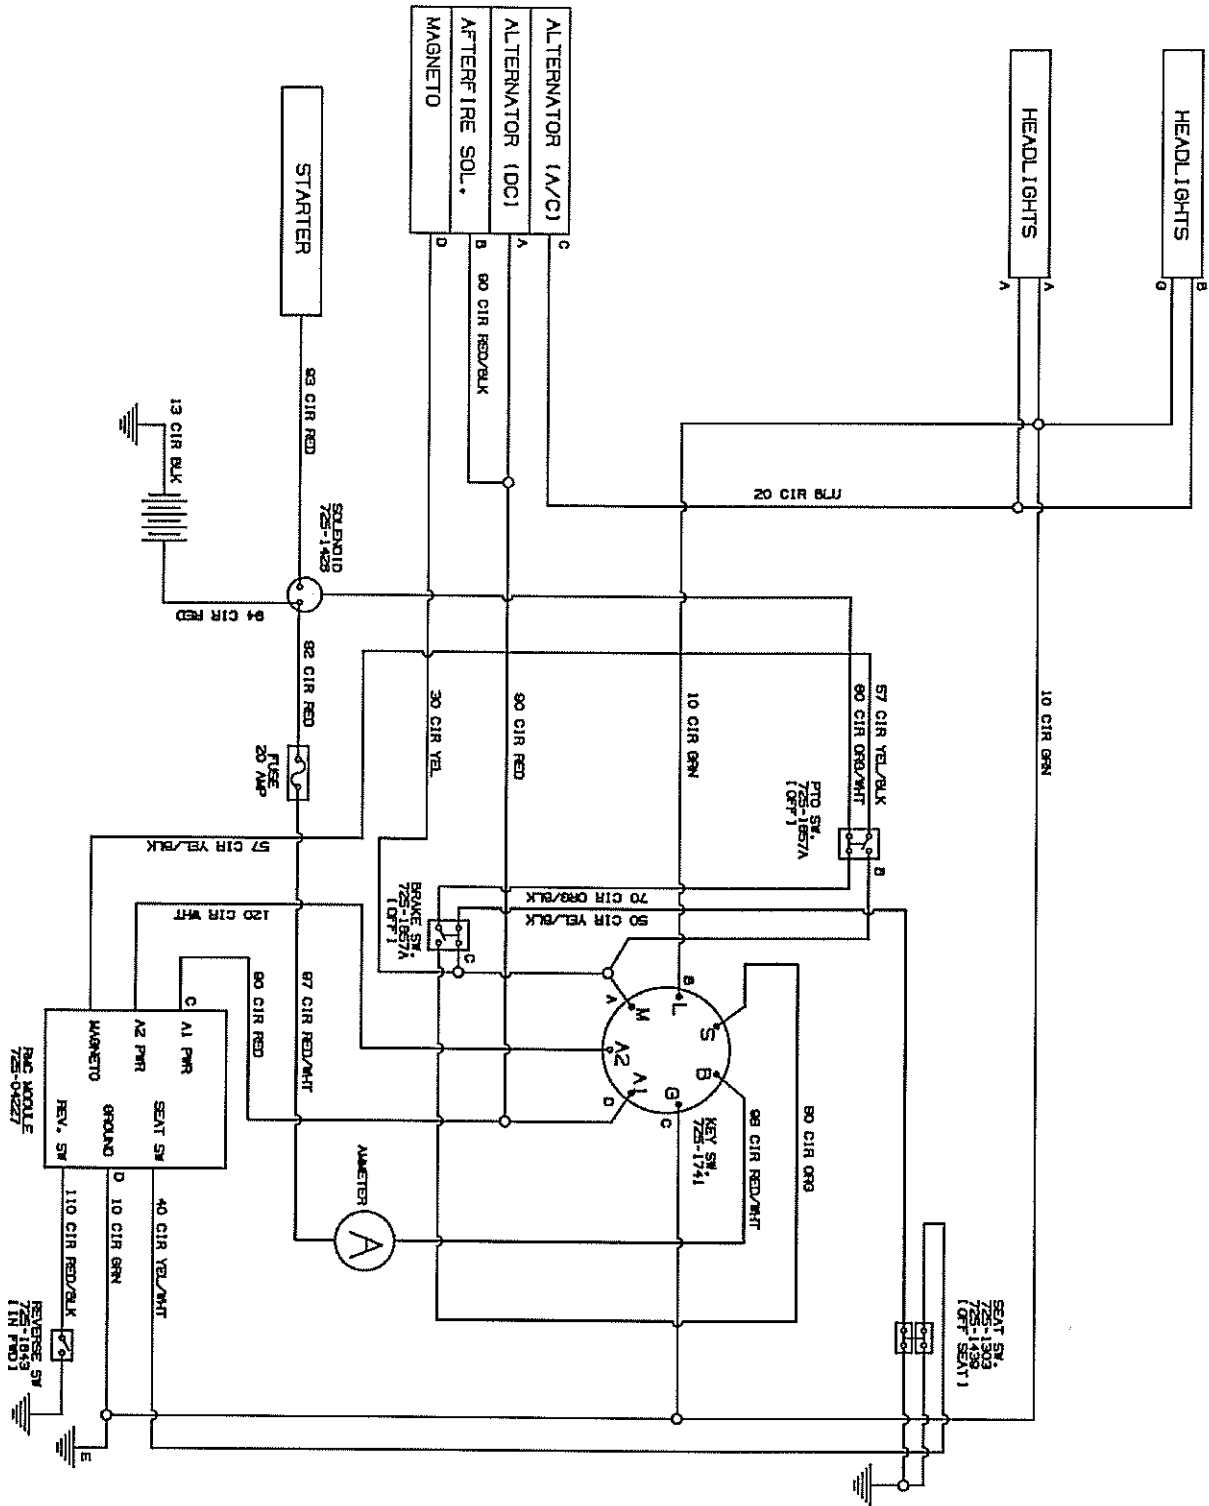 HEADLIGHTS
B
G
HEADLIGHTS
A
A
ALTERNATOR (A/C)
ALTERNATOR (DC)
AFTERFIRE SOL.
MAGNETO
C
A
B
D
STARTER
90 CIR RED/BLK
93 CIR RED
13 CIR BLK
20 CIR BLU
SOLENOID
725-1426
94 CIR RED
92 CIR RED
FUSE
20 AMP
30 CIR YEL
90 CIR RED
10 CIR GRN
10 CIR GRN
57 CIR YEL/BLK
80 CIR ORG/WHT
PTO SW.
725-1657A
(OFF)
B
57 CIR YEL/BLK
120 CIR WHT
70 CIR ORG/BLK
50 CIR YEL/BLK
BRAKE SW.
725-1657A
(OFF)
C
90 CIR RED
97 CIR RED/WHT
A
B
M
L
S
B
G
A1
A2
D
C
KEY SW.
725-1741
98 CIR RED/WHT
60 CIR ORG
C
A1 PWR
A2 PWR
MAGNETO
SEAT SW
GROUND
REV. SW
RMC MODULE
725-04227
D
AMMETER
A
40 CIR YEL/WHT
10 CIR GRN
110 CIR RED/BLK
REVERSE SW
725-1643
(IN FWD)
E
SEAT SW.
725-1303
725-1439
(OFF SEAT)